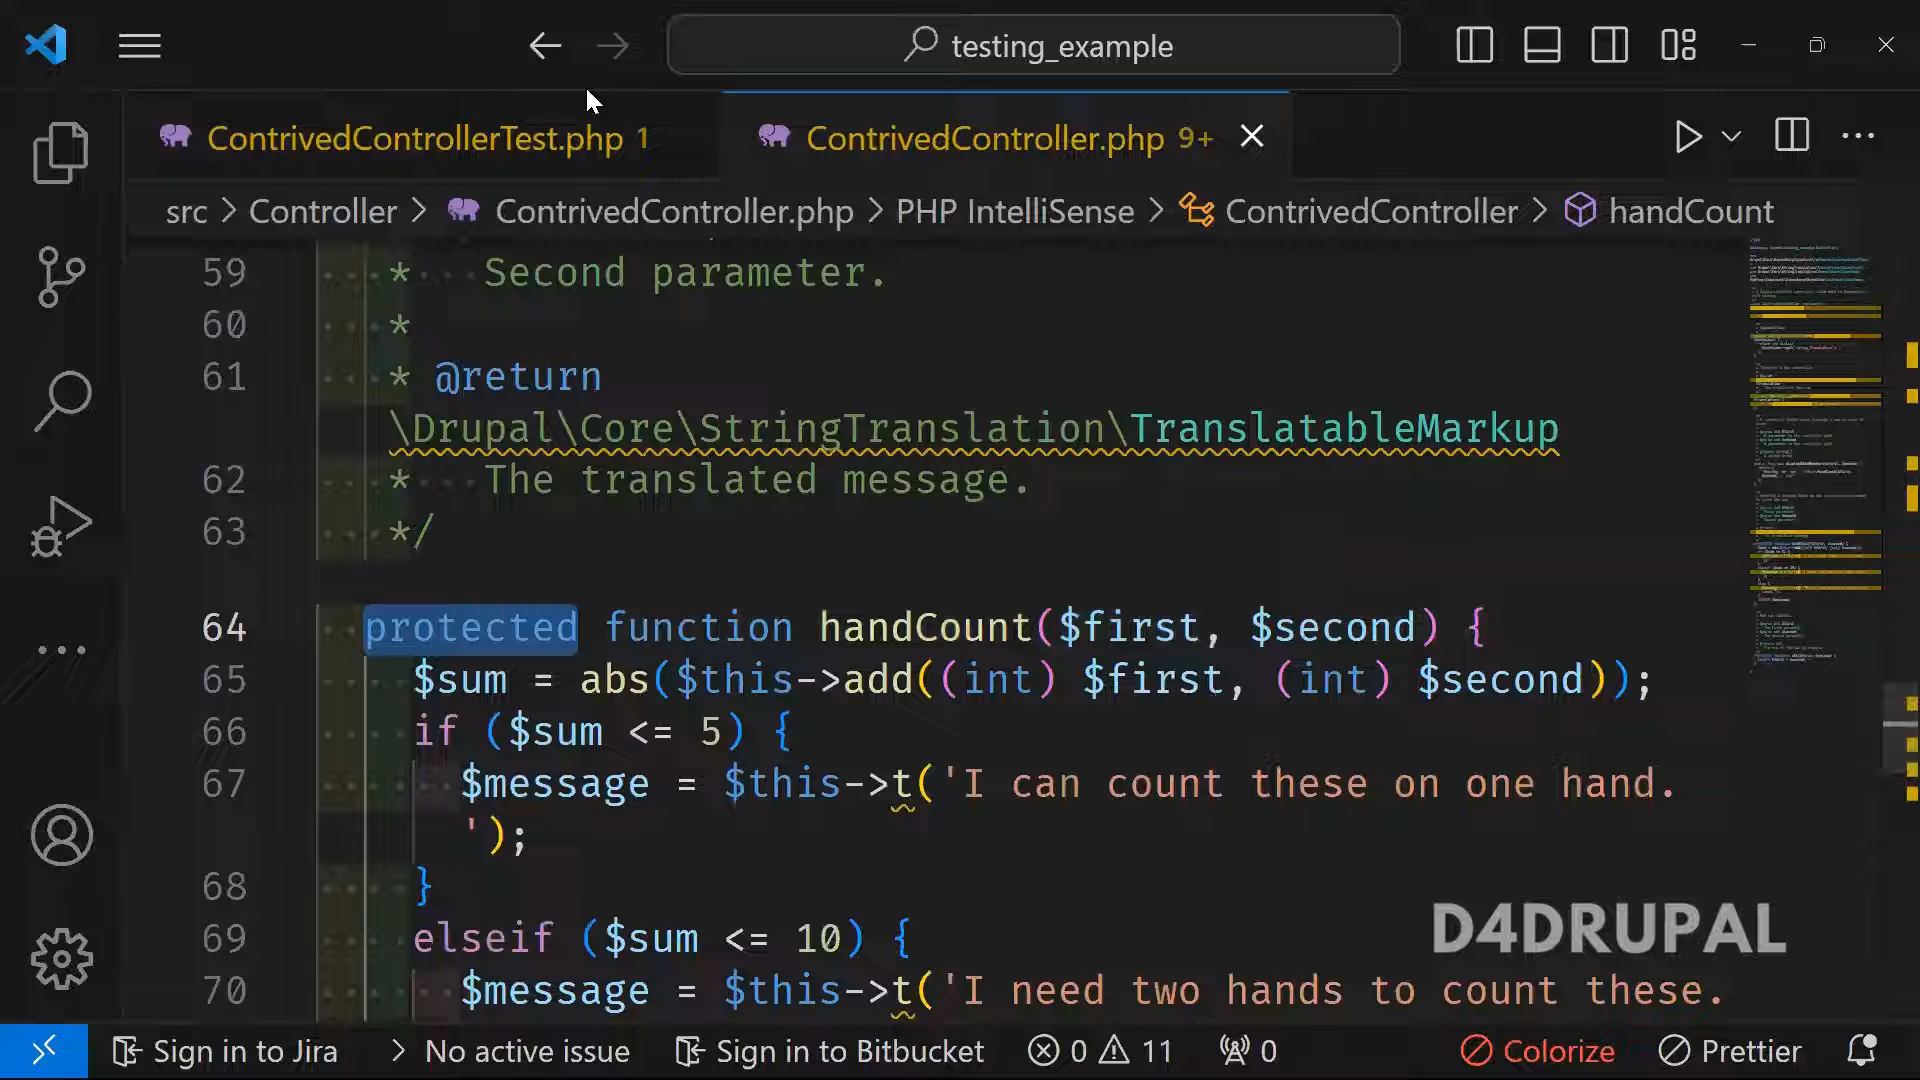 testing_example
ContrivedControllerTest.php 1
ContrivedController.php 9+
src > Controller > ContrivedController.php > PHP IntelliSense > ContrivedController > handCount
59 * Second parameter.
60 *
61 * @return
\Drupal\Core\StringTranslation\TranslatableMarkup
62 * The translated message.
63 */
64 protected function handCount($first, $second) {
65 $sum = abs($this->add((int) $first, (int) $second));
66 if ($sum <= 5) {
67 $message = $this->t('I can count these on one hand.
');
68 }
69 elseif ($sum <= 10) {
70 $message = $this->t('I need two hands to count these.
D4DRUPAL
Sign in to Jira > No active issue Sign in to Bitbucket 0 11 0 Colorize Prettier